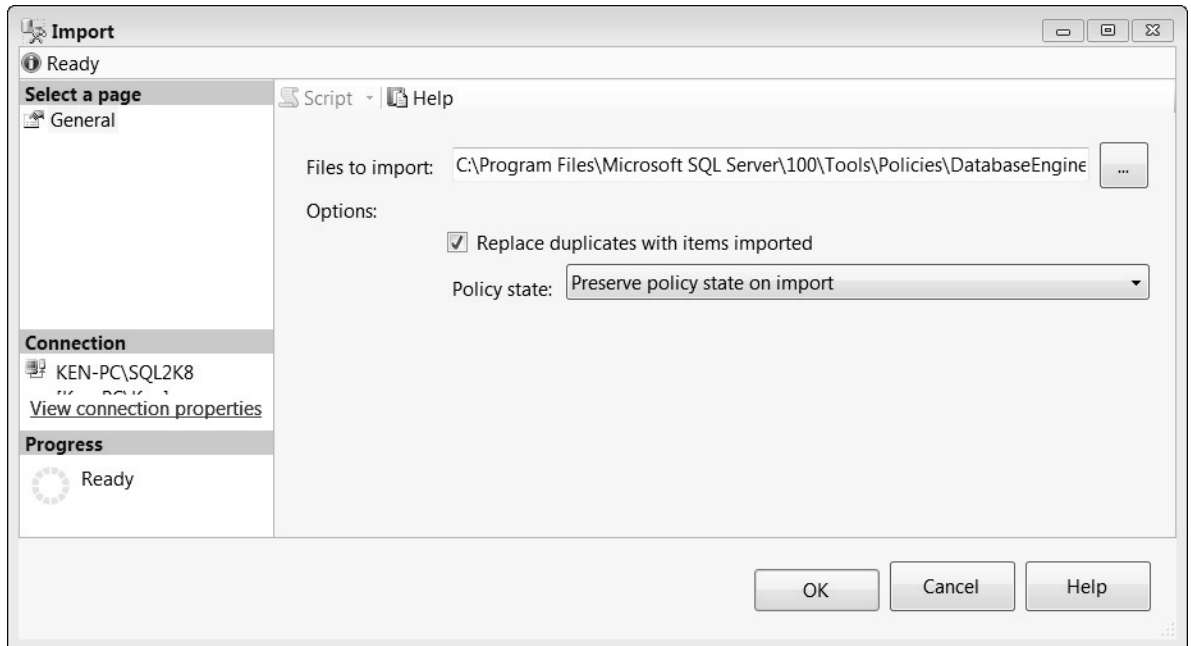 Import
Ready
Select a page
General
Script Help
Files to import: C:\Program Files\Microsoft SQL Server\100\Tools\Policies\DatabaseEngine ...
Options:
Replace duplicates with items imported
Policy state: Preserve policy state on import
Connection
KEN-PC\SQL2K8
View connection properties
Progress
Ready
OK Cancel Help